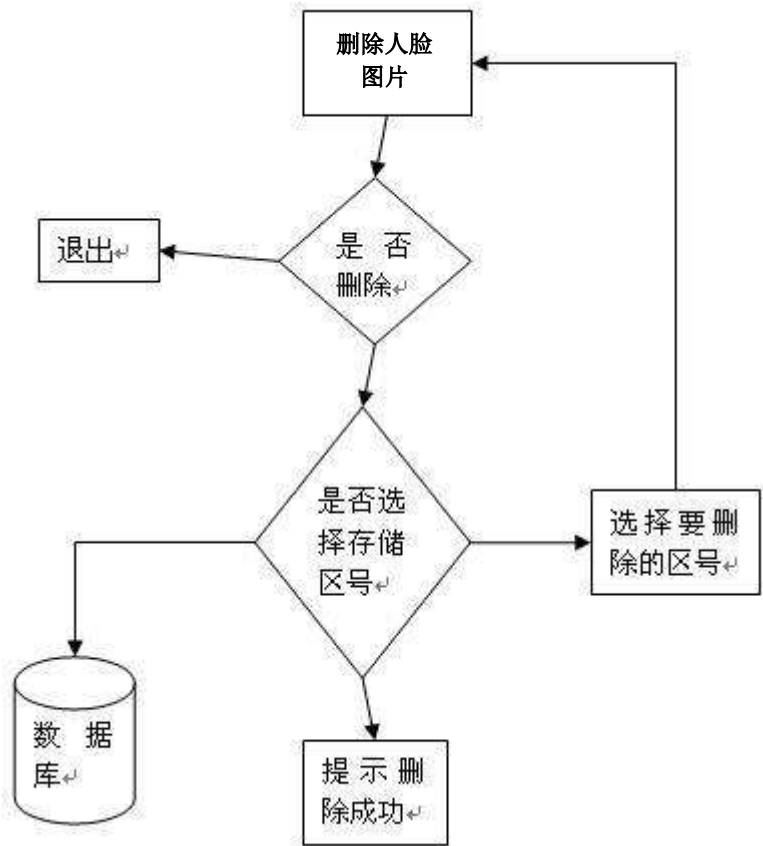 删除人脸
图片
退出↵
是 否
删除↵
是否选
择存储
区号↵
选择要删
除的区号↵
数 据
库↵
提示删
除成功↵